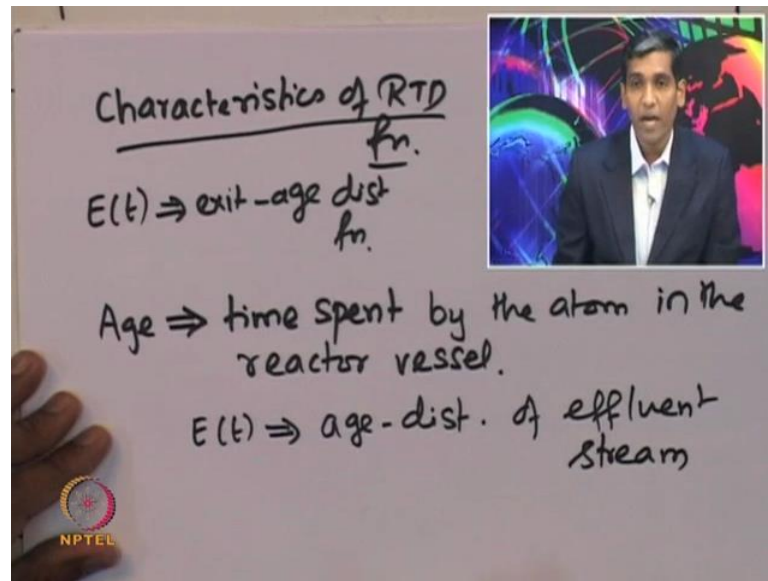 Characteristics of RTD
fn.
E(t) ⇒ exit-age dist
fn.
Age ⇒ time spent by the atom in the
reactor vessel.
E(t) ⇒ age-dist. of effluent
stream
NPTEL